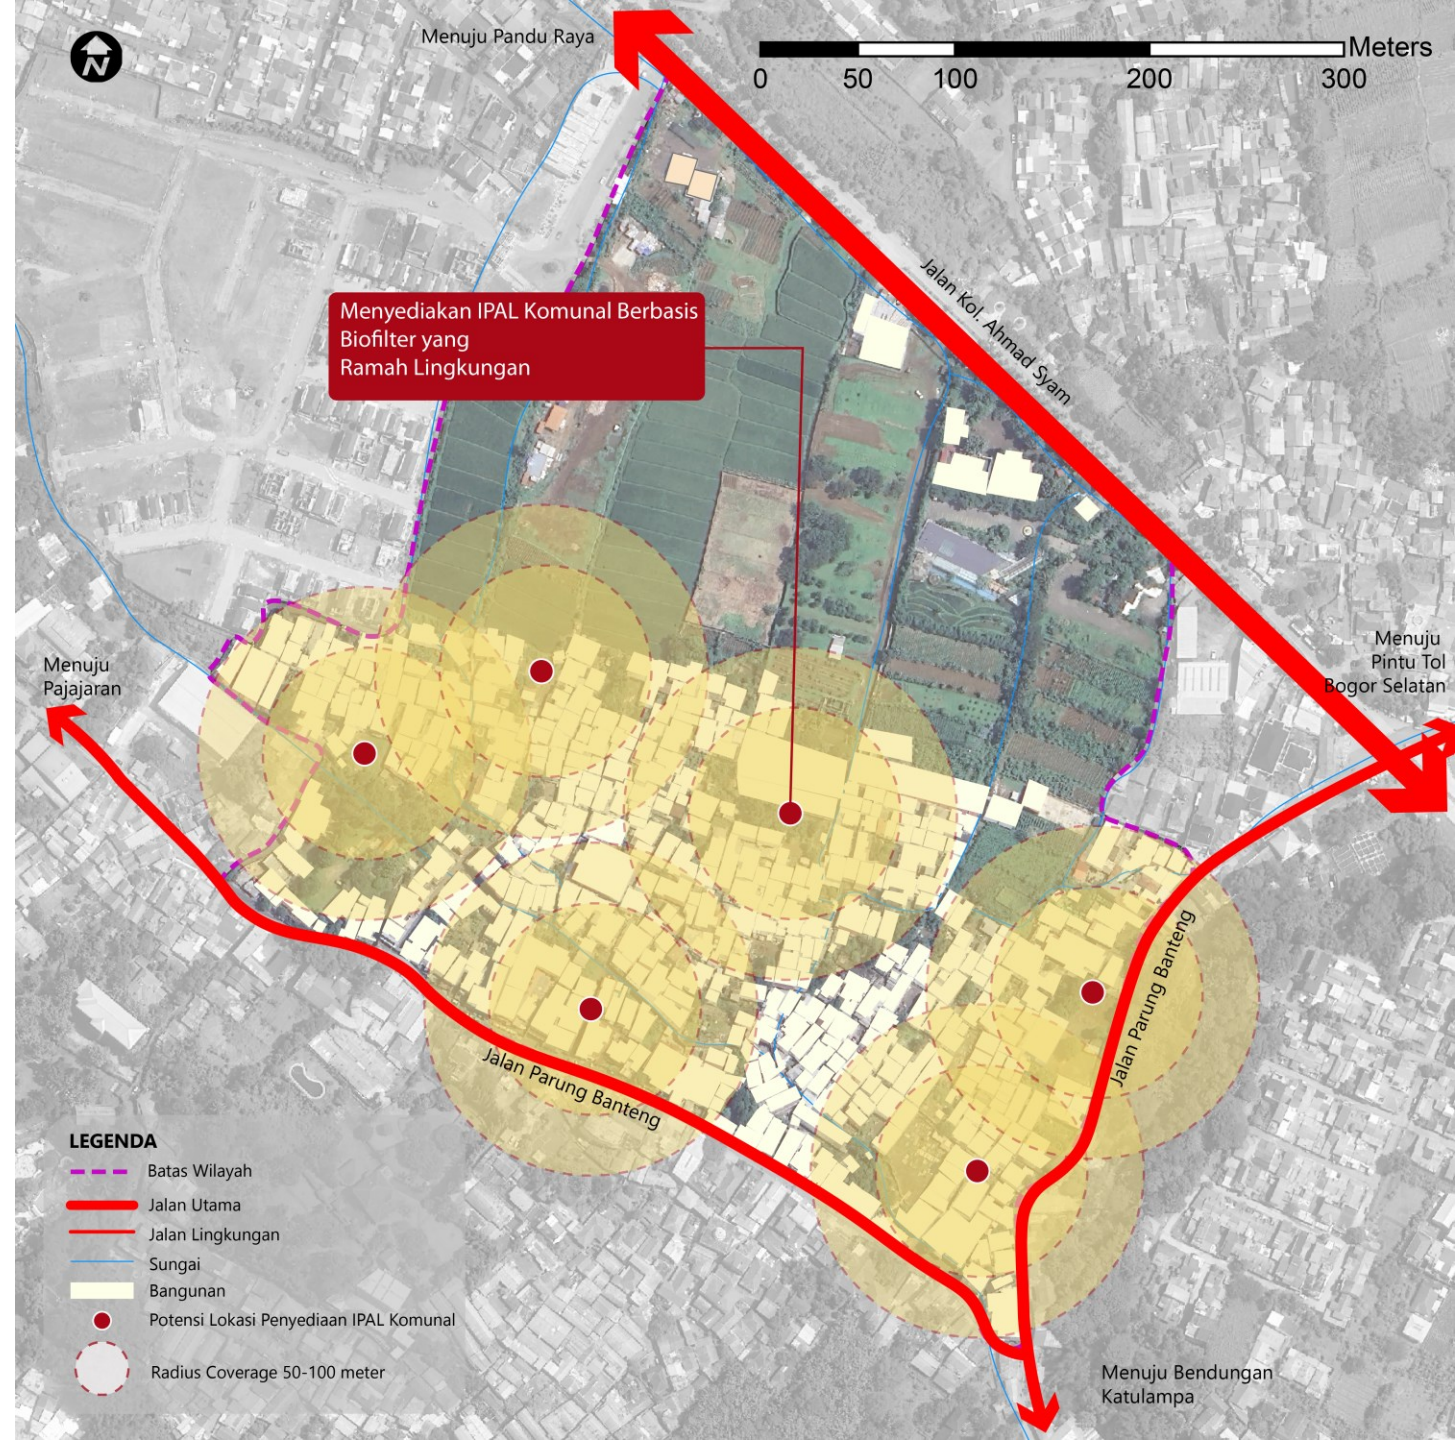 Menuju Pandu Raya
N
Meters
0 50 100 200 300
Jalan Kol. Ahmad Syam
Menyediakan IPAL Komunal Berbasis
Biofilter yang
Ramah Lingkungan
Menuju
Pajajaran
Menuju
Pintu Tol
Bogor Selatan
Jalan Parung Banteng
Jalan Parung Banteng
LEGENDA
Batas Wilayah
Jalan Utama
Jalan Lingkungan
Sungai
Bangunan
Potensi Lokasi Penyediaan IPAL Komunal
Radius Coverage 50-100 meter
Menuju Bendungan
Katulampa